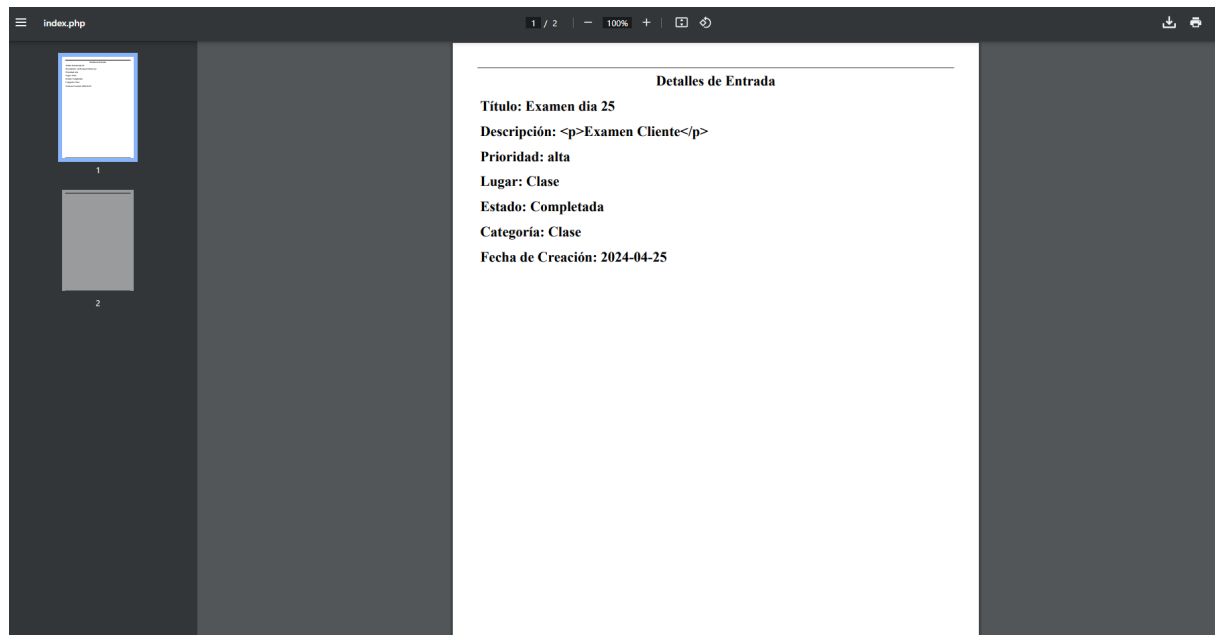 index.php
1 / 2
100%
1
2
Detalles de Entrada
Título: Examen dia 25
Descripción: <p>Examen Cliente</p>
Prioridad: alta
Lugar: Clase
Estado: Completada
Categoría: Clase
Fecha de Creación: 2024-04-25